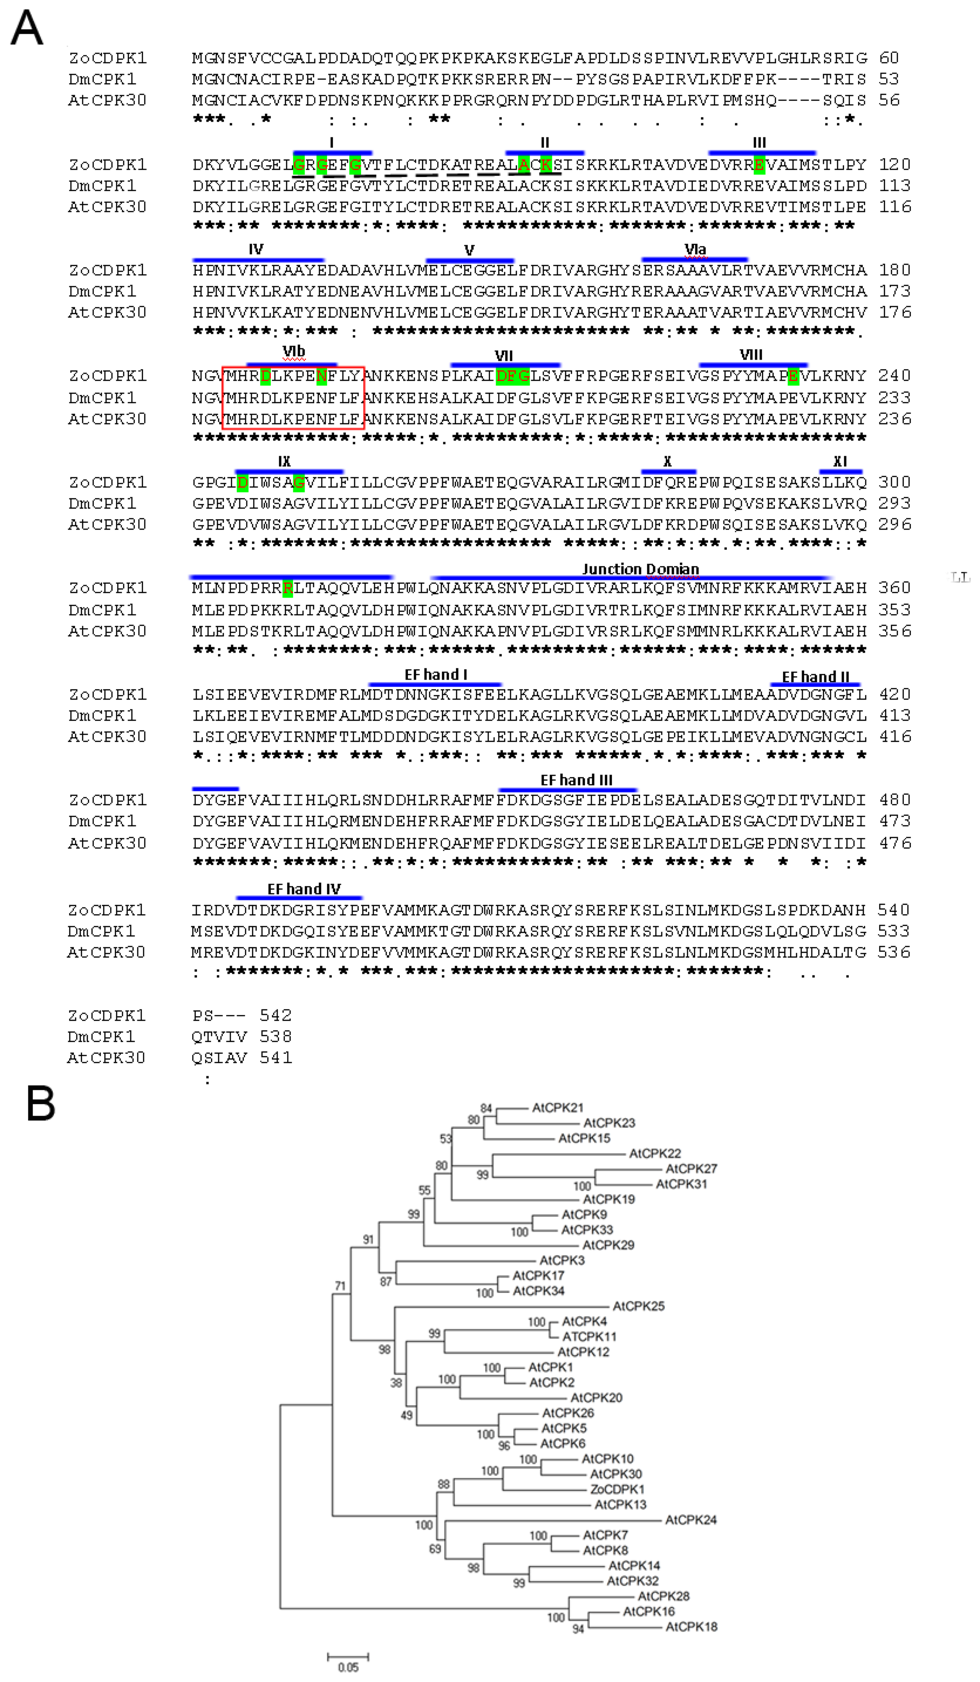 A
ZoCDPK1 MGNSFVCCGALPDDADQTQQPKPKPKAKSKEGLFAPDLDSSPINVLREVVPLGHLRSRIG 60
DmCPK1 MGNCNACIRPE-EASKADPQTKPKKSRERRPN--PYSGSPAPIRVLKDFFPK----TRIS 53
AtCPK30 MGNCIACVKFDPDNSKPNQKKKPPRGRQRNPYDDPDGLRTHAPLRVIPMSHQ----SQIS 56
I II III
ZoCDPK1 DKYVLGGELGRGEFGVTFLCTDKATREALACKSISKRKLRTAVDVEDVRREVAIMSTLPY 120
DmCPK1 DKYILGRELGRGEFGVTYLCTDRETREALACKSISKKKLRTAVDIEDVRREVAIMSSLPD 113
AtCPK30 DKYILGRELGRGEFGITYLCTDRETREALACKSISKRKLRTAVDVEDVRREVTIMSTLPE 116
IV V VIa
ZoCDPK1 HPNIVKLRAAYEDADAVHLVMELCEGGELFDRIVARGHYSERSAAAVLRTVAEVVRMCHA 180
DmCPK1 HPNIVKLRATYEDNEAVHLVMELCEGGELFDRIVARGHYRERAAAGVARTVAEVVRMCHA 173
AtCPK30 HPNVVKLKATYEDNENVHLVMELCEGGELFDRIVARGHYTERAAATVARTIAEVVRMCHV 176
VIb VII VIII
ZoCDPK1 NGVMHRDLKPENFLYANKKENSPLKAIDFGLSVFFRPGERFSEIVGSPYYMAPEVLKRNY 240
DmCPK1 NGVMHRDLKPENFLFANKKEHSALKAIDFGLSVFFKPGERFSEIVGSPYYMAPEVLKRNY 233
AtCPK30 NGVMHRDLKPENFLFANKKENSALKAIDFGLSVLFKPGERFTEIVGSPYYMAPEVLKRNY 236
IX X XI
ZoCDPK1 GPGIDIWSAGVILFILLCGVPPFWAETEQGVARAILRGMIDFQREPWPQISESAKSLLKQ 300
DmCPK1 GPEVDIWSAGVILYILLCGVPPFWAETEQGVALAILRGVIDFKREPWPQISESAKSLVRQ 293
AtCPK30 GPEVDVWSAGVILYILLCGVPPFWAETEQGVALAILRGVLDFKRDPWSQISESAKSLVKQ 296
Junction Domian
ZoCDPK1 MLNPDPRRRLTAQQVLEHPWLQNAKKASNVPLGDIVRARLKQFSVMNRFKKKAMRVIAEH 360
LL
DmCPK1 MLEPDPKKRLTAQQVLEHPWLQNAKKAPNVPLGDIVRTRLKQFSVMNRFKKKALRVIAEH 353
AtCPK30 MLEPDSTKRLTAQQVLDHPWIQNAKKAPNVPLGDIVRSRLKQFSMMNRLKKKALRVIAEH 356
EF hand I EF hand II
ZoCDPK1 LSIEEVEVIRDMFRLMDTDNNGKISFEELKAGLLKVGSQLGEAEMKLLMEAADVDGNGFL 420
DmCPK1 LKLEEIEVIREMFALMDSDGDGKITYDELKAGLRKVGSQLAEAEMKLLMDVADVDGNGVL 413
AtCPK30 LSIQEVEVIRNMFTLMDDDNDGKISYLELRAGLRKVGSQLGEPEIKLLMEVADVNGNGCL 416
EF hand III
ZoCDPK1 DYGEFVAIIIHLQRLSNDDHLRRAFMFFDKDGSGFIEPDELSEALADESGQTDITVLNDI 480
DmCPK1 DYGEFVAIIIHLQRMENDEHFRRAFMFFDKDGSGYIELDELQEALADESGACDTDVLNEI 473
AtCPK30 DYGEFVAVIIHLQKMENDEHFRQAFMFFDKDGSGYIESEELREALTDELGEPDNSVIIDI 476
EF hand IV
ZoCDPK1 IRDVDTDKDGRISYPEFVAMMKAGTDWRKASRQYSRERFKSLSINLMKDGSLSPDKDANH 540
DmCPK1 MSEVDTDKDGQISYEEFVAMMKTGTDWRKASRQYSRERFKSLSVNLMKDGSLQLQDVLSG 533
AtCPK30 MREVDTDKDGKINYDEFVVMMKAGTDWRKASRQYSRERFKSLSLNLMKDGSMHLHDALTG 536
ZoCDPK1 PS--- 542
DmCPK1 QTVIV 538
AtCPK30 QSIAV 541
B
84 AtCPK21
80 AtCPK23
53 AtCPK15
80 AtCPK22
99 AtCPK27
100 AtCPK31
55 AtCPK19
99 AtCPK9
100 AtCPK33
91 AtCPK29
AtCPK3
87 AtCPK17
71 100 AtCPK34
AtCPK25
100 AtCPK4
99 ATCPK11
98 AtCPK12
38 100 AtCPK1
100 AtCPK2
49 AtCPK20
AtCPK26
100 AtCPK5
96 AtCPK6
100 AtCPK10
100 AtCPK30
88 ZoCDPK1
AtCPK13
100 AtCPK24
69 100 AtCPK7
AtCPK8
98 AtCPK14
99 AtCPK32
AtCPK28
100 AtCPK16
94 AtCPK18
0.05